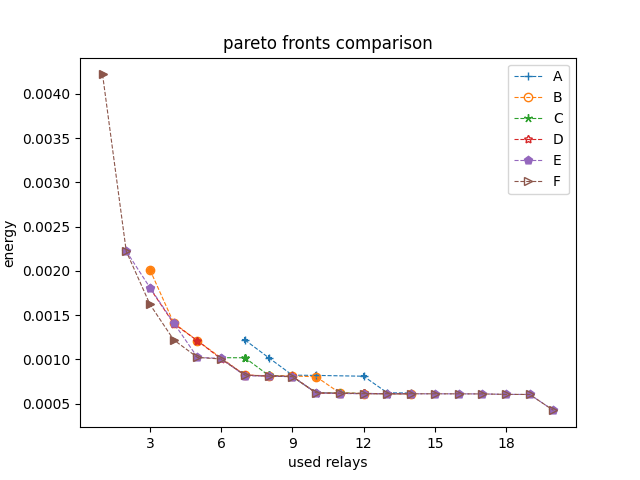 pareto fronts comparison
A
B
C
D
E
F
0.0040
0.0035
0.0030
0.0025
0.0020
0.0015
0.0010
0.0005
energy
3 6 9 12 15 18
used relays